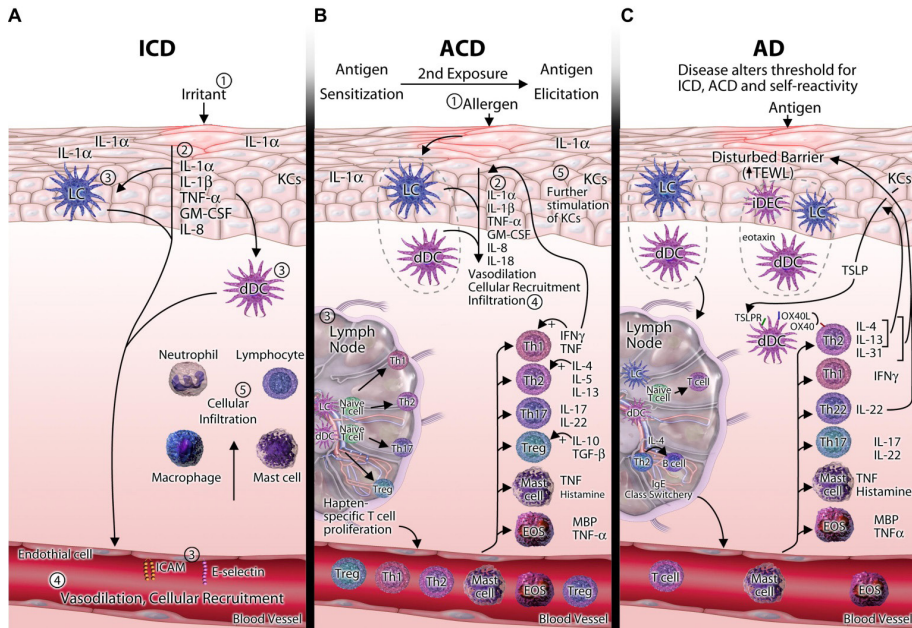 A
ICD
①
Irritant
IL-1α
IL-1α
IL-1α
IL-1α
②
IL-1α
IL-1β
TNF-α
GM-CSF
IL-8
③
LC
KCs
③
dDC
Neutrophil
Lymphocyte
⑤
Cellular
Infiltration
Macrophage
Mast cell
Endothial cell
③
ICAM
E-selectin
④
Vasodilation, Cellular Recruitment
Blood Vessel
B
ACD
Antigen
Sensitization
2nd Exposure
Antigen
Elicitation
①Allergen
IL-1α
IL-1α
LC
②
IL-1α
IL-1β
TNF-α
GM-CSF
IL-8
IL-18
Vasodilation
Cellular Recruitment
Infiltration④
⑤
Further
stimulation
of KCs
KCs
dDC
③
Lymph
Node
LC
dDC
Naive
T cell
Naive
T cell
Th1
Th2
Th17
Treg
Hapten-
specific T cell
proliferation
+
Th1
IFNγ
TNF
+
Th2
IL-4
IL-5
IL-13
Th17
IL-17
IL-22
+
Treg
IL-10
TGF-β
Mast
cell
TNF
Histamine
EOS
MBP
TNF-α
Treg
Th1
Th2
Mast
cell
EOS
Treg
Blood Vessel
C
AD
Disease alters threshold for
ICD, ACD and self-reactivity
Antigen
Disturbed Barrier
(↑TEWL)
KCs
LC
iDEC
LC
dDC
eotaxin
dDC
TSLP
TSLPR
OX40L
OX40
dDC
Lymph
Node
LC
Naive
T cell
T cell
dDC
IL-4
Th2
B cell
IgE
Class Switchery
Th2
IL-4
IL-13
IL-31
Th1
IFNγ
Th22
IL-22
Th17
IL-17
IL-22
Mast
cell
TNF
Histamine
EOS
MBP
TNFα
T cell
Mast
cell
EOS
Blood Vessel